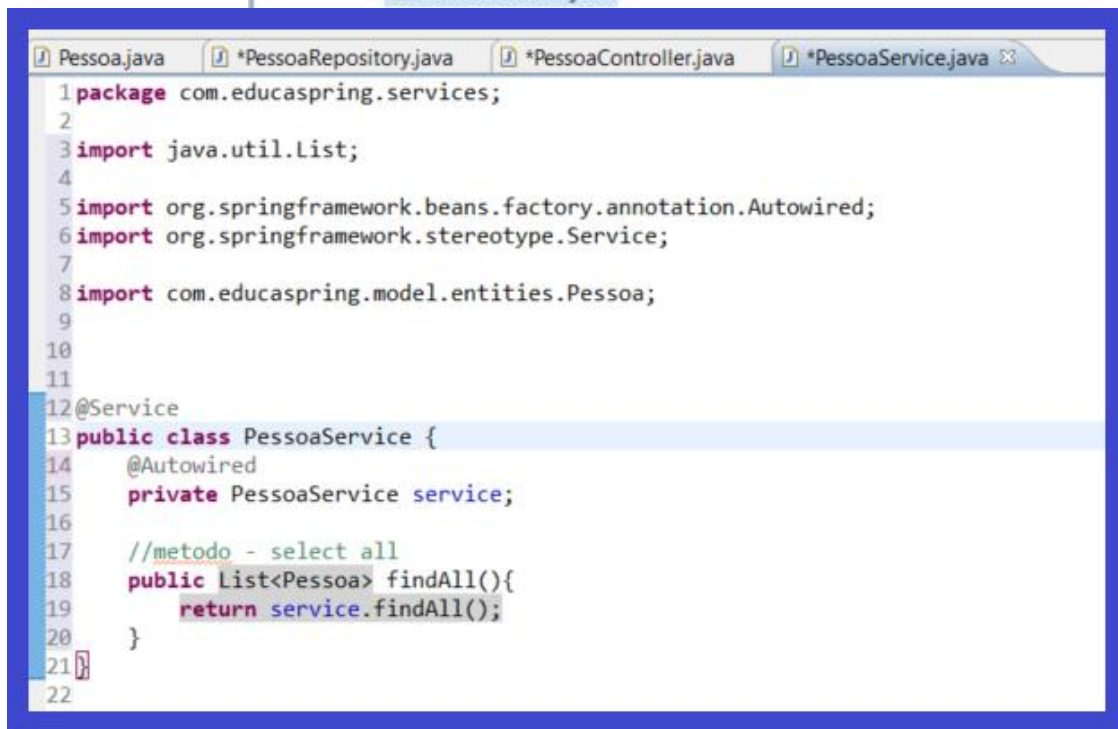 Pessoa.java *PessoaRepository.java *PessoaController.java *PessoaService.java
1 package com.educaspring.services;
2
3 import java.util.List;
4
5 import org.springframework.beans.factory.annotation.Autowired;
6 import org.springframework.stereotype.Service;
7
8 import com.educaspring.model.entities.Pessoa;
9
10
11
12 @Service
13 public class PessoaService {
14 @Autowired
15 private PessoaService service;
16
17 //metodo - select all
18 public List<Pessoa> findAll(){
19 return service.findAll();
20 }
21 }
22